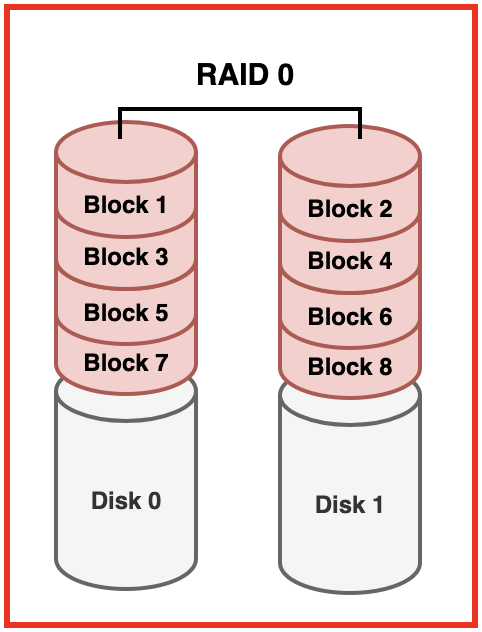 RAID 0
Block 1
Block 3
Block 5
Block 7
Disk 0
Block 2
Block 4
Block 6
Block 8
Disk 1